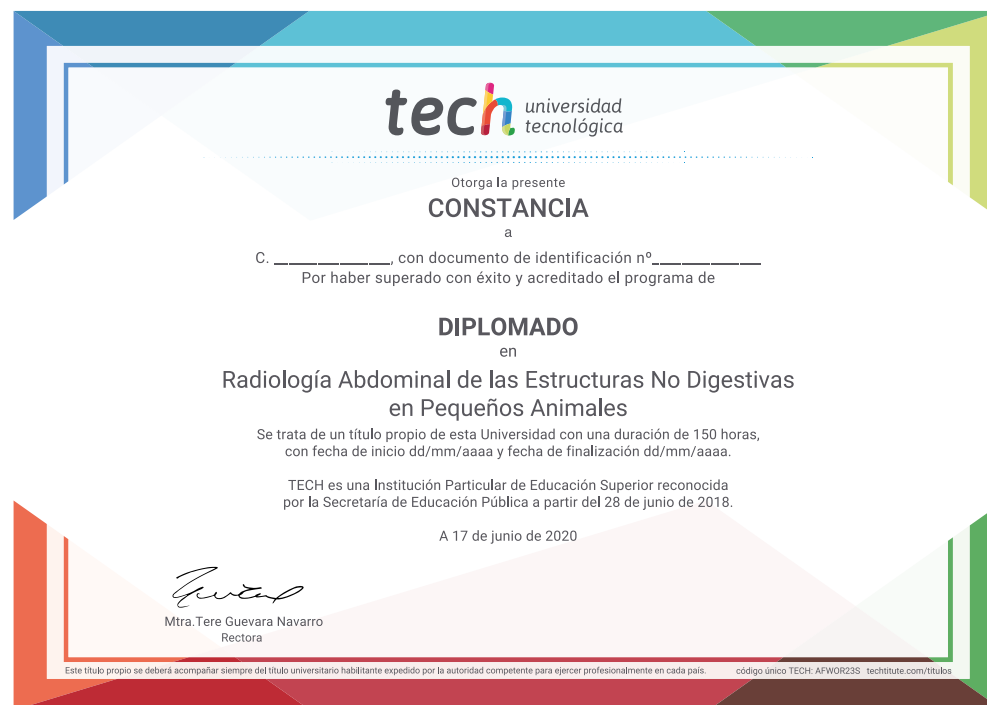 tech universidad
tecnológica
Otorga la presente
CONSTANCIA
a
C. ______________, con documento de identificación nº_____________
Por haber superado con éxito y acreditado el programa de
DIPLOMADO
en
Radiología Abdominal de las Estructuras No Digestivas
en Pequeños Animales
Se trata de un título propio de esta Universidad con una duración de 150 horas,
con fecha de inicio dd/mm/aaaa y fecha de finalización dd/mm/aaaa.
TECH es una Institución Particular de Educación Superior reconocida
por la Secretaría de Educación Pública a partir del 28 de junio de 2018.
A 17 de junio de 2020
Mtra.Tere Guevara Navarro
Rectora
Este título propio se deberá acompañar siempre del título universitario habilitante expedido por la autoridad competente para ejercer profesionalmente en cada país. código único TECH: AFWOR23S techtitute.com/titulos